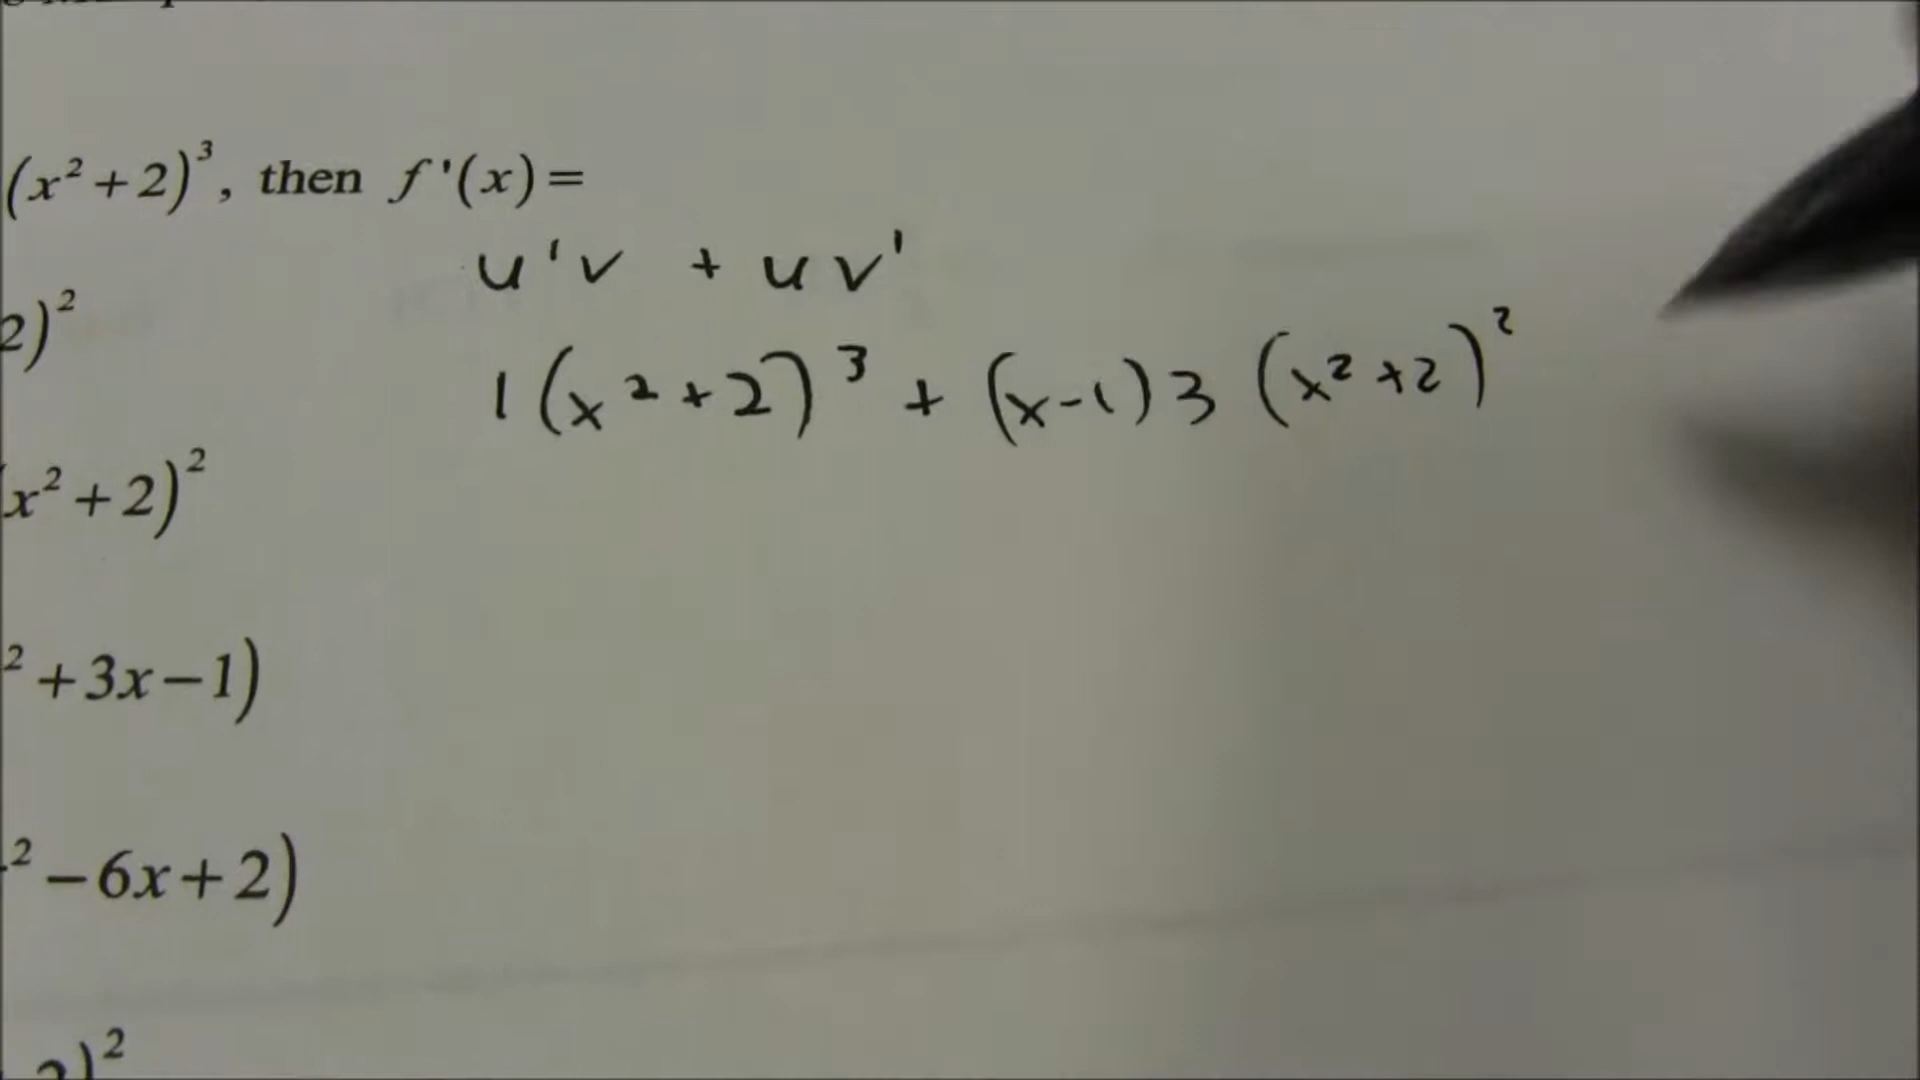 (x² + 2)³, then f'(x) =
u'v + uv'
2)²
1(x² + 2)³ + (x-1)3(x² + 2)²
x² + 2)²
² + 3x − 1)
² − 6x + 2)
)²